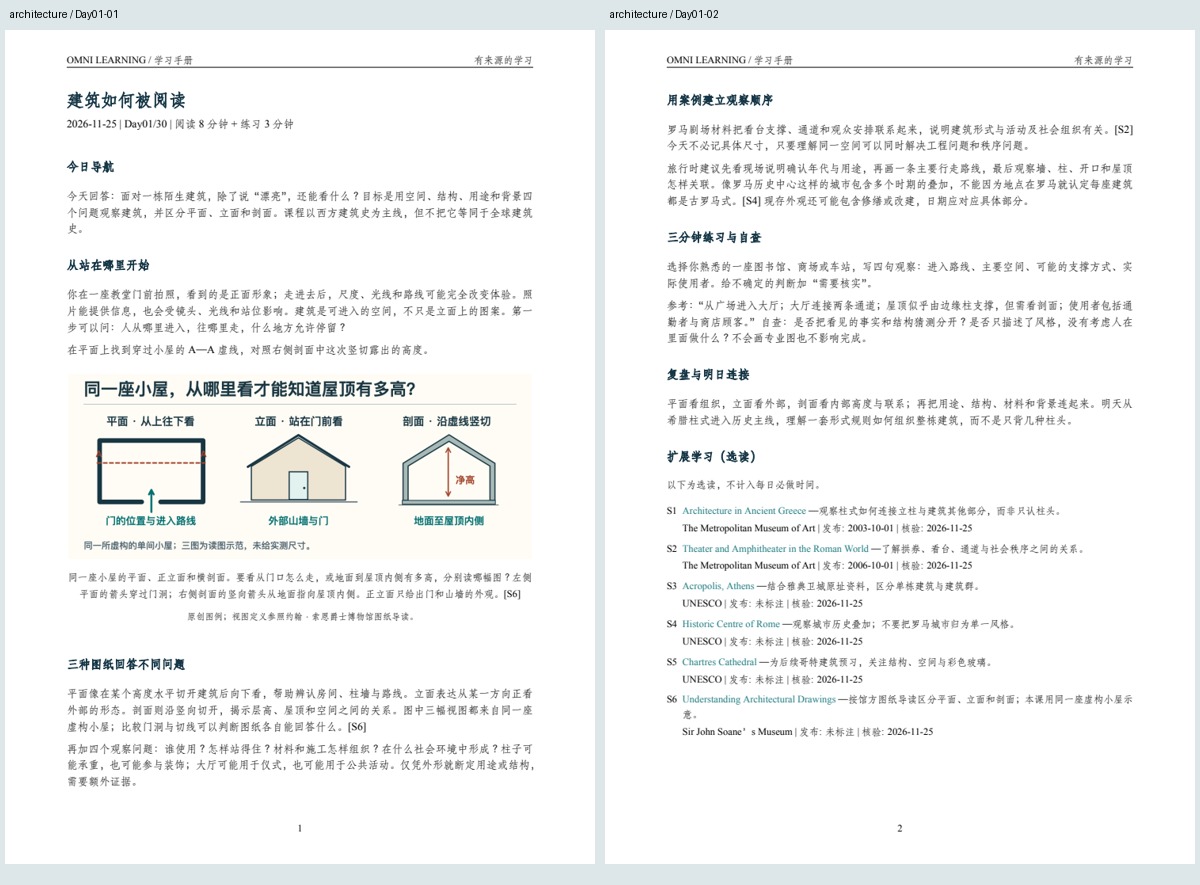 architecture / Day01-01
OMNI LEARNING / 学习手册
有来源的学习
建筑如何被阅读
2026-11-25 | Day01/30 | 阅读 8 分钟 + 练习 3 分钟
今日导航
今天回答：面对一栋陌生建筑，除了说“漂亮”，还能看什么？目标是用空间、结构、用途和背景四
个问题观察建筑，并区分平面、立面和剖面。课程以西方建筑史为主线，但不把它等同于全球建筑
史。
从站在哪里开始
你在一座教堂门前拍照，看到的是正面形象；走进去后，尺度、光线和路线可能完全改变体验。照
片能提供信息，也会受镜头、光线和站位影响。建筑是可进入的空间，不只是立面上的图案。第一
步可以问：人从哪里进入，往哪里走，什么地方允许停留？
在平面上找到穿过小屋的 A—A 虚线，对照右侧剖面中这次竖切露出的高度。
同一座小屋，从哪里看才能知道屋顶有多高？
平面 · 从上往下看
立面 · 站在门前看
剖面 · 沿虚线竖切
净高
门的位置与进入路线
外部山墙与门
地面至屋顶内侧
同一所虚构的单间小屋；三图为读图示范，未给实测尺寸。
同一座小屋的平面、正立面和横剖面。要看从门口怎么走，或地面到屋顶内侧有多高，分别读哪幅图？左侧
平面的箭头穿过门洞；右侧剖面的竖向箭头从地面指向屋顶内侧。正立面只给出门和山墙的外观。[S6]
原创图例；视图定义参照约翰 · 索恩爵士博物馆图纸导读。
三种图纸回答不同问题
平面像在某个高度水平切开建筑后向下看，帮助辨认房间、柱墙与路线。立面表达从某一方向正看
外部的形态。剖面则沿竖向切开，揭示层高、屋顶和空间之间的关系。图中三幅视图都来自同一座
虚构小屋；比较门洞与切线可以判断图纸各自能回答什么。[S6]
再加四个观察问题：谁使用？怎样站得住？材料和施工怎样组织？在什么社会环境中形成？柱子可
能承重，也可能参与装饰；大厅可能用于仪式，也可能用于公共活动。仅凭外形就断定用途或结构，
需要额外证据。
1
architecture / Day01-02
OMNI LEARNING / 学习手册
有来源的学习
用案例建立观察顺序
罗马剧场材料把看台支撑、通道和观众安排联系起来，说明建筑形式与活动及社会组织有关。[S2]
今天不必记具体尺寸，只要理解同一空间可以同时解决工程问题和秩序问题。
旅行时建议先看现场说明确认年代与用途，再画一条主要行走路线，最后观察墙、柱、开口和屋顶
怎样关联。像罗马历史中心这样的城市包含多个时期的叠加，不能因为地点在罗马就认定每座建筑
都是古罗马式。[S4] 现存外观还可能包含修缮或改建，日期应对应具体部分。
三分钟练习与自查
选择你熟悉的一座图书馆、商场或车站，写四句观察：进入路线、主要空间、可能的支撑方式、实
际使用者。给不确定的判断加“需要核实”。
参考：“从广场进入大厅；大厅连接两条通道；屋顶似乎由边缘柱支撑，但需看剖面；使用者包括通
勤者与商店顾客。”自查：是否把看见的事实和结构猜测分开？是否只描述了风格，没有考虑人在
里面做什么？不会画专业图也不影响完成。
复盘与明日连接
平面看组织，立面看外部，剖面看内部高度与联系；再把用途、结构、材料和背景连起来。明天从
希腊柱式进入历史主线，理解一套形式规则如何组织整栋建筑，而不是只背几种柱头。
扩展学习（选读）
以下为选读，不计入每日必做时间。
S1 Architecture in Ancient Greece —观察柱式如何连接立柱与建筑其他部分，而非只认柱头。
The Metropolitan Museum of Art | 发布: 2003-10-01 | 核验: 2026-11-25
S2 Theater and Amphitheater in the Roman World —了解拱券、看台、通道与社会秩序之间的关系。
The Metropolitan Museum of Art | 发布: 2006-10-01 | 核验: 2026-11-25
S3 Acropolis, Athens —结合雅典卫城原址资料，区分单栋建筑与建筑群。
UNESCO | 发布: 未标注 | 核验: 2026-11-25
S4 Historic Centre of Rome —观察城市历史叠加；不要把罗马城市归为单一风格。
UNESCO | 发布: 未标注 | 核验: 2026-11-25
S5 Chartres Cathedral —为后续哥特建筑预习，关注结构、空间与彩色玻璃。
UNESCO | 发布: 未标注 | 核验: 2026-11-25
S6 Understanding Architectural Drawings —按馆方图纸导读区分平面、立面和剖面；本课用同一座虚构小屋示
意。
Sir John Soane’s Museum | 发布: 未标注 | 核验: 2026-11-25
2